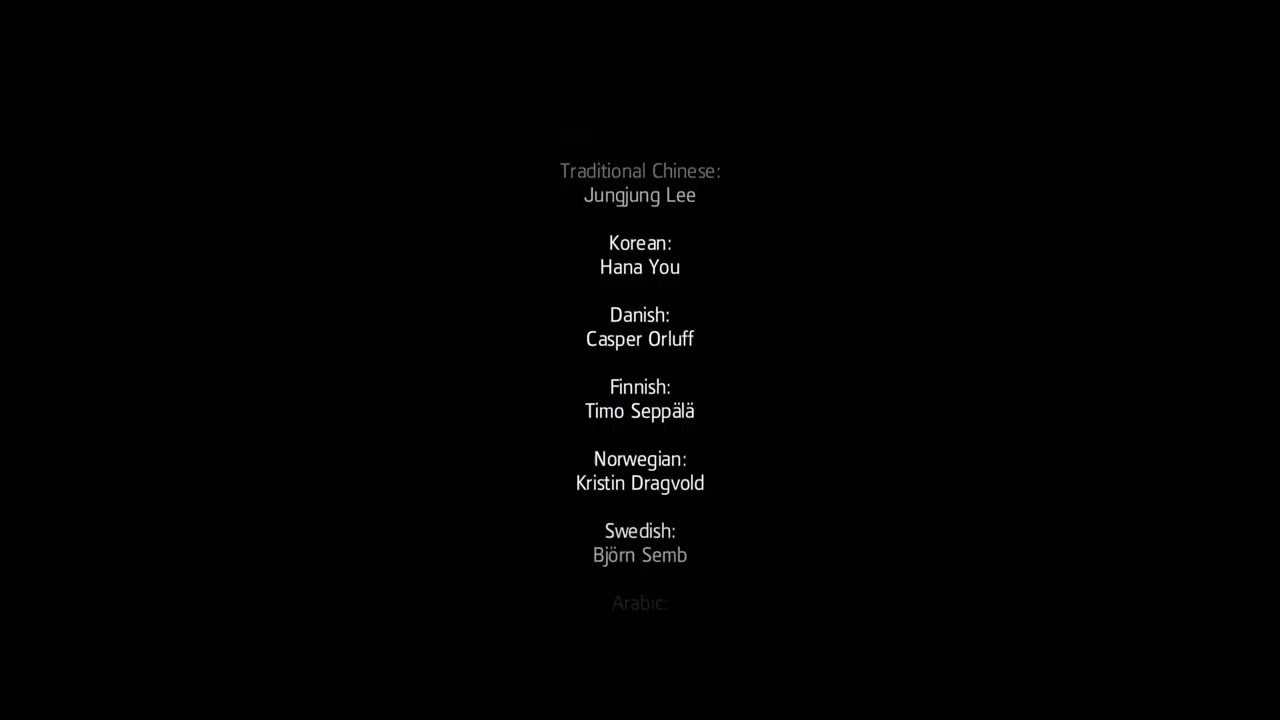 Traditional Chinese:
Jungjung Lee
Korean:
Hana You
Danish:
Casper Orluff
Finnish:
Timo Seppälä
Norwegian:
Kristin Dragvold
Swedish:
Björn Semb
Arabic: